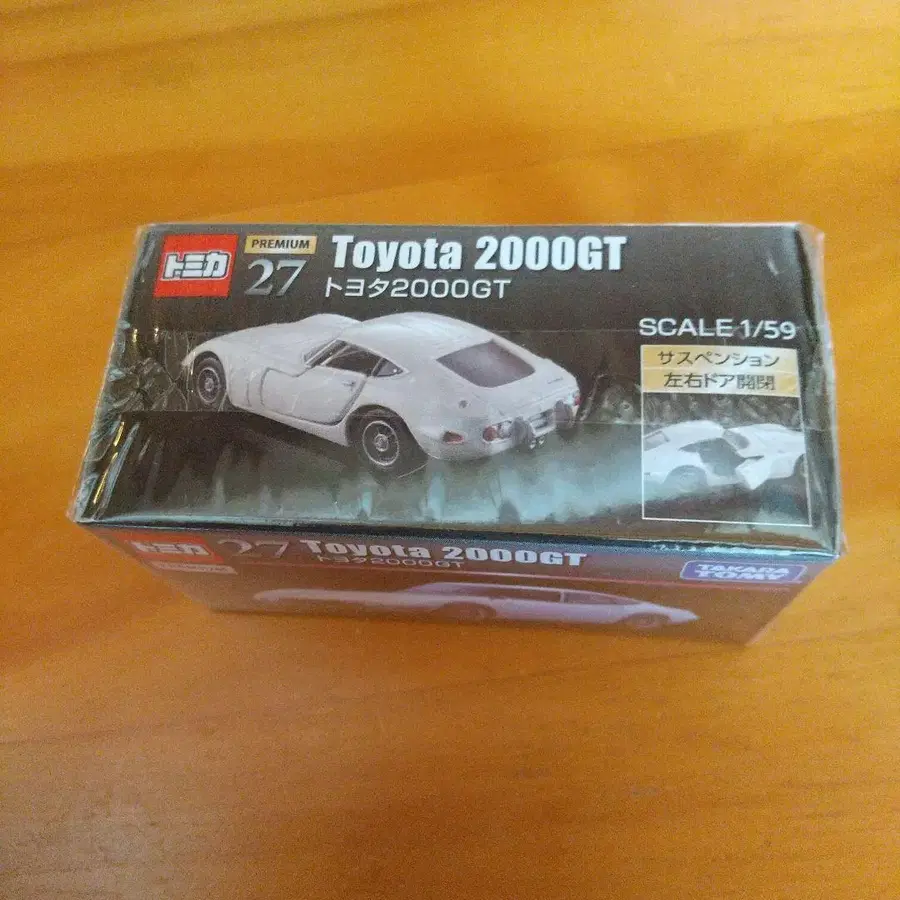 トミカ
PREMIUM
27
Toyota 2000GT
トヨタ2000GT
SCALE 1/59
サスペンション
左右ドア開閉
トミカ
27
Toyota 2000GT
トヨタ2000GT
TAKARA
TOMY